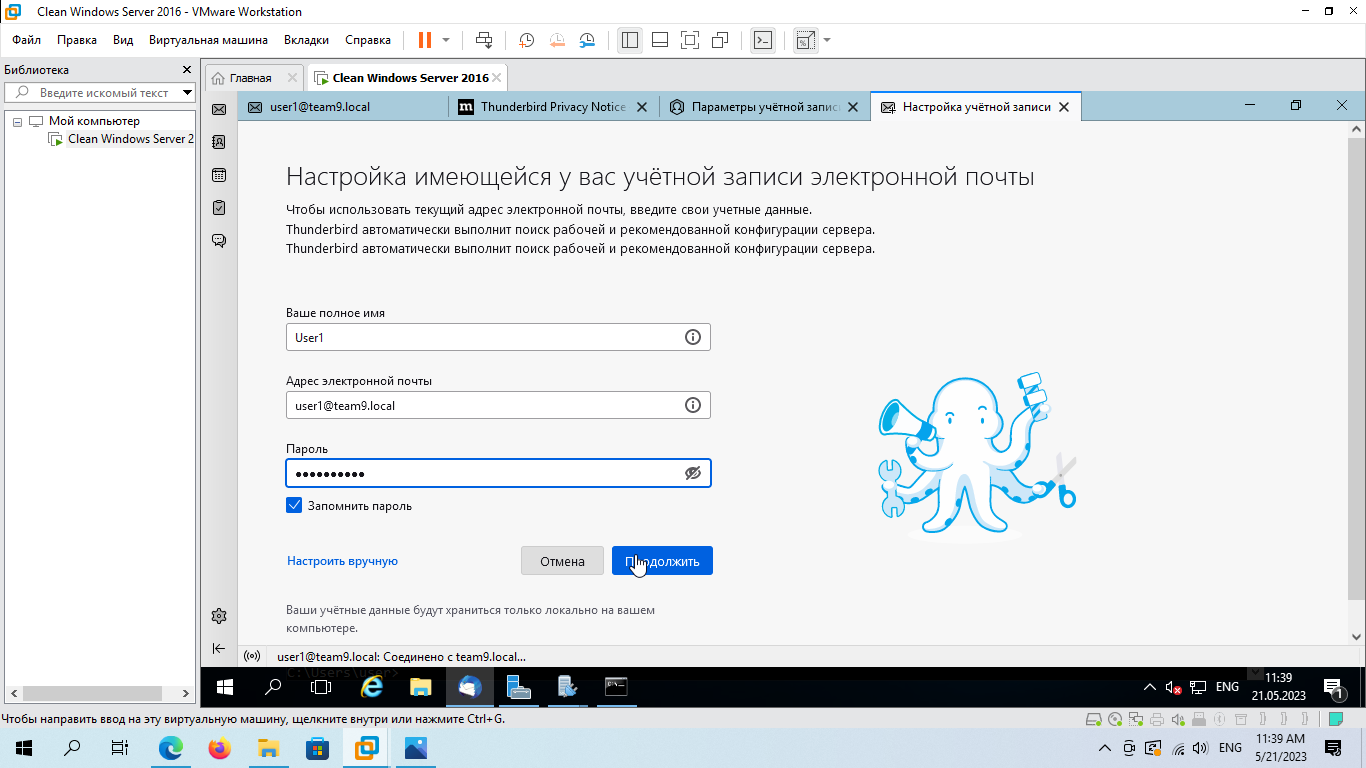 Clean Windows Server 2016 - VMware Workstation
Файл Правка Вид Виртуальная машина Вкладки Справка
Библиотека
Введите искомый текст
Мой компьютер
Clean Windows Server 2
Главная
Clean Windows Server 2016
user1@team9.local
Thunderbird Privacy Notice
Параметры учётной запис
Настройка учётной записи
Настройка имеющейся у вас учётной записи электронной почты
Чтобы использовать текущий адрес электронной почты, введите свои учетные данные.
Thunderbird автоматически выполнит поиск рабочей и рекомендованной конфигурации сервера.
Thunderbird автоматически выполнит поиск рабочей и рекомендованной конфигурации сервера.
Ваше полное имя
User1
Адрес электронной почты
user1@team9.local
Пароль
Запомнить пароль
Настроить вручную
Отмена
Продолжить
Ваши учётные данные будут храниться только локально на вашем
компьютере.
user1@team9.local: Соединено с team9.local...
C:\Users\user>
ENG
11:39
21.05.2023
1
Чтобы направить ввод на эту виртуальную машину, щелкните внутри или нажмите Ctrl+G.
ENG
11:39 AM
5/21/2023